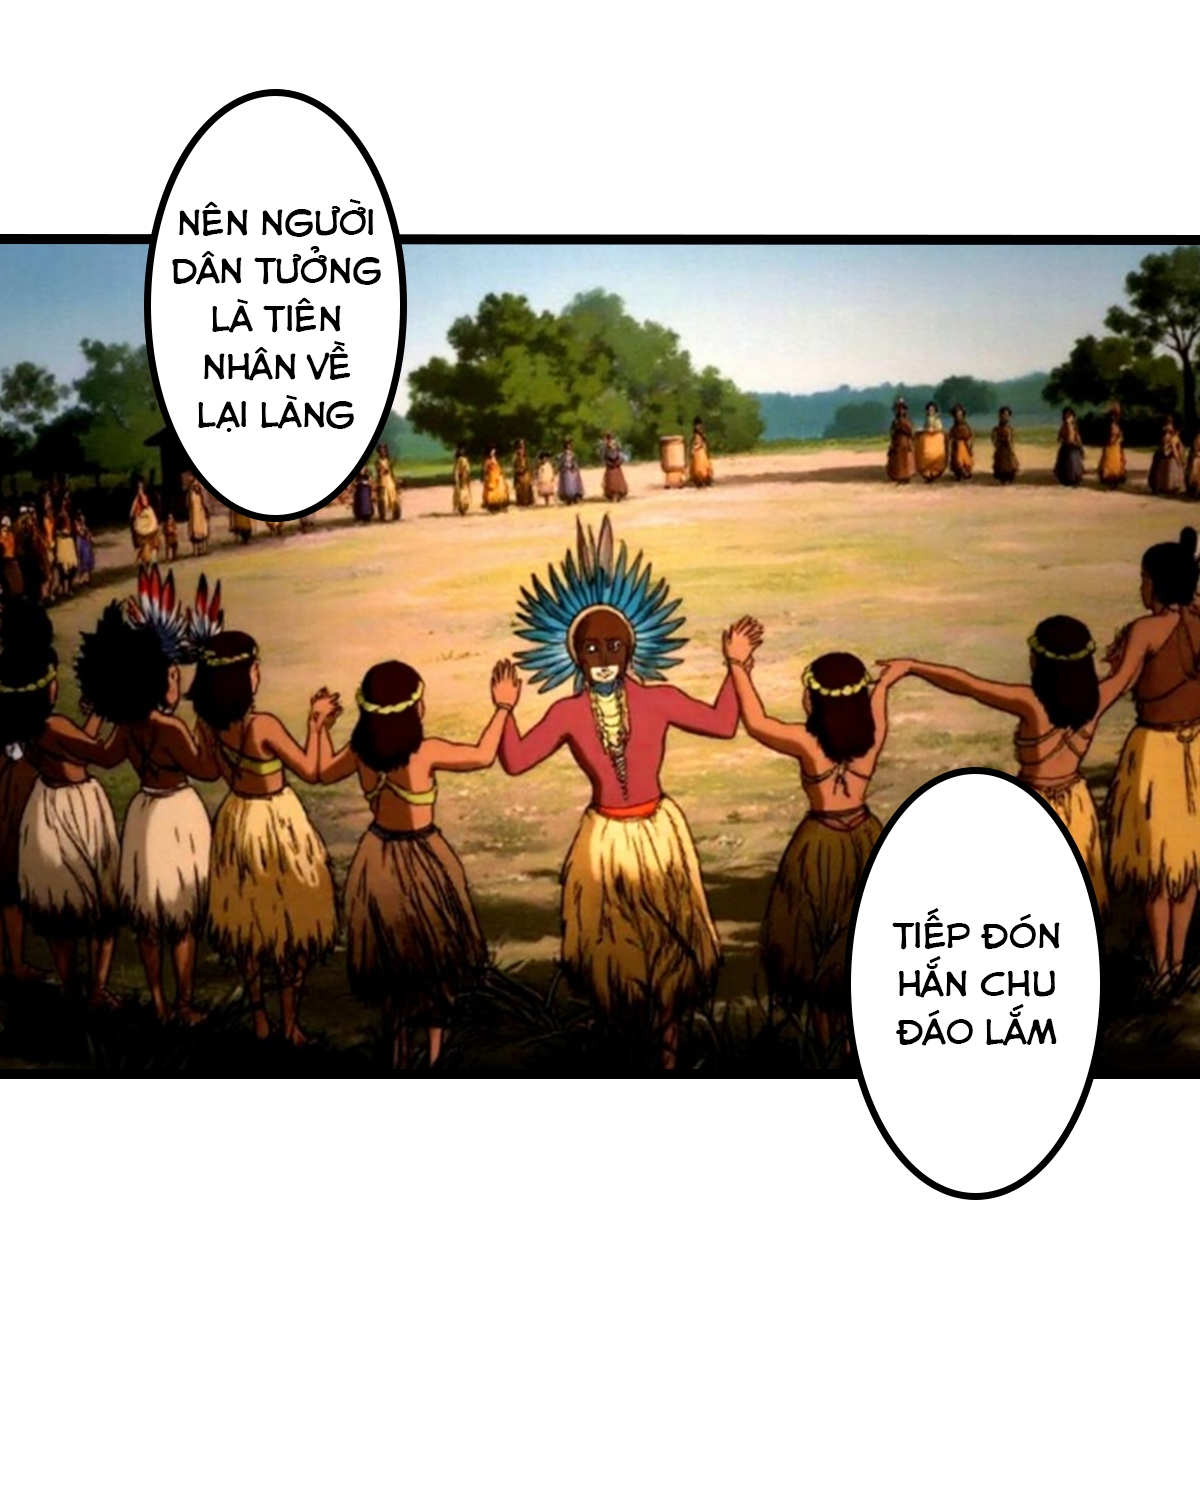 NÊN NGƯỜI
DÂN TƯỞNG
LÀ TIÊN
NHÂN VỀ
LẠI LÀNG
TIẾP ĐÓN
HẮN CHU
ĐÁO LẮM